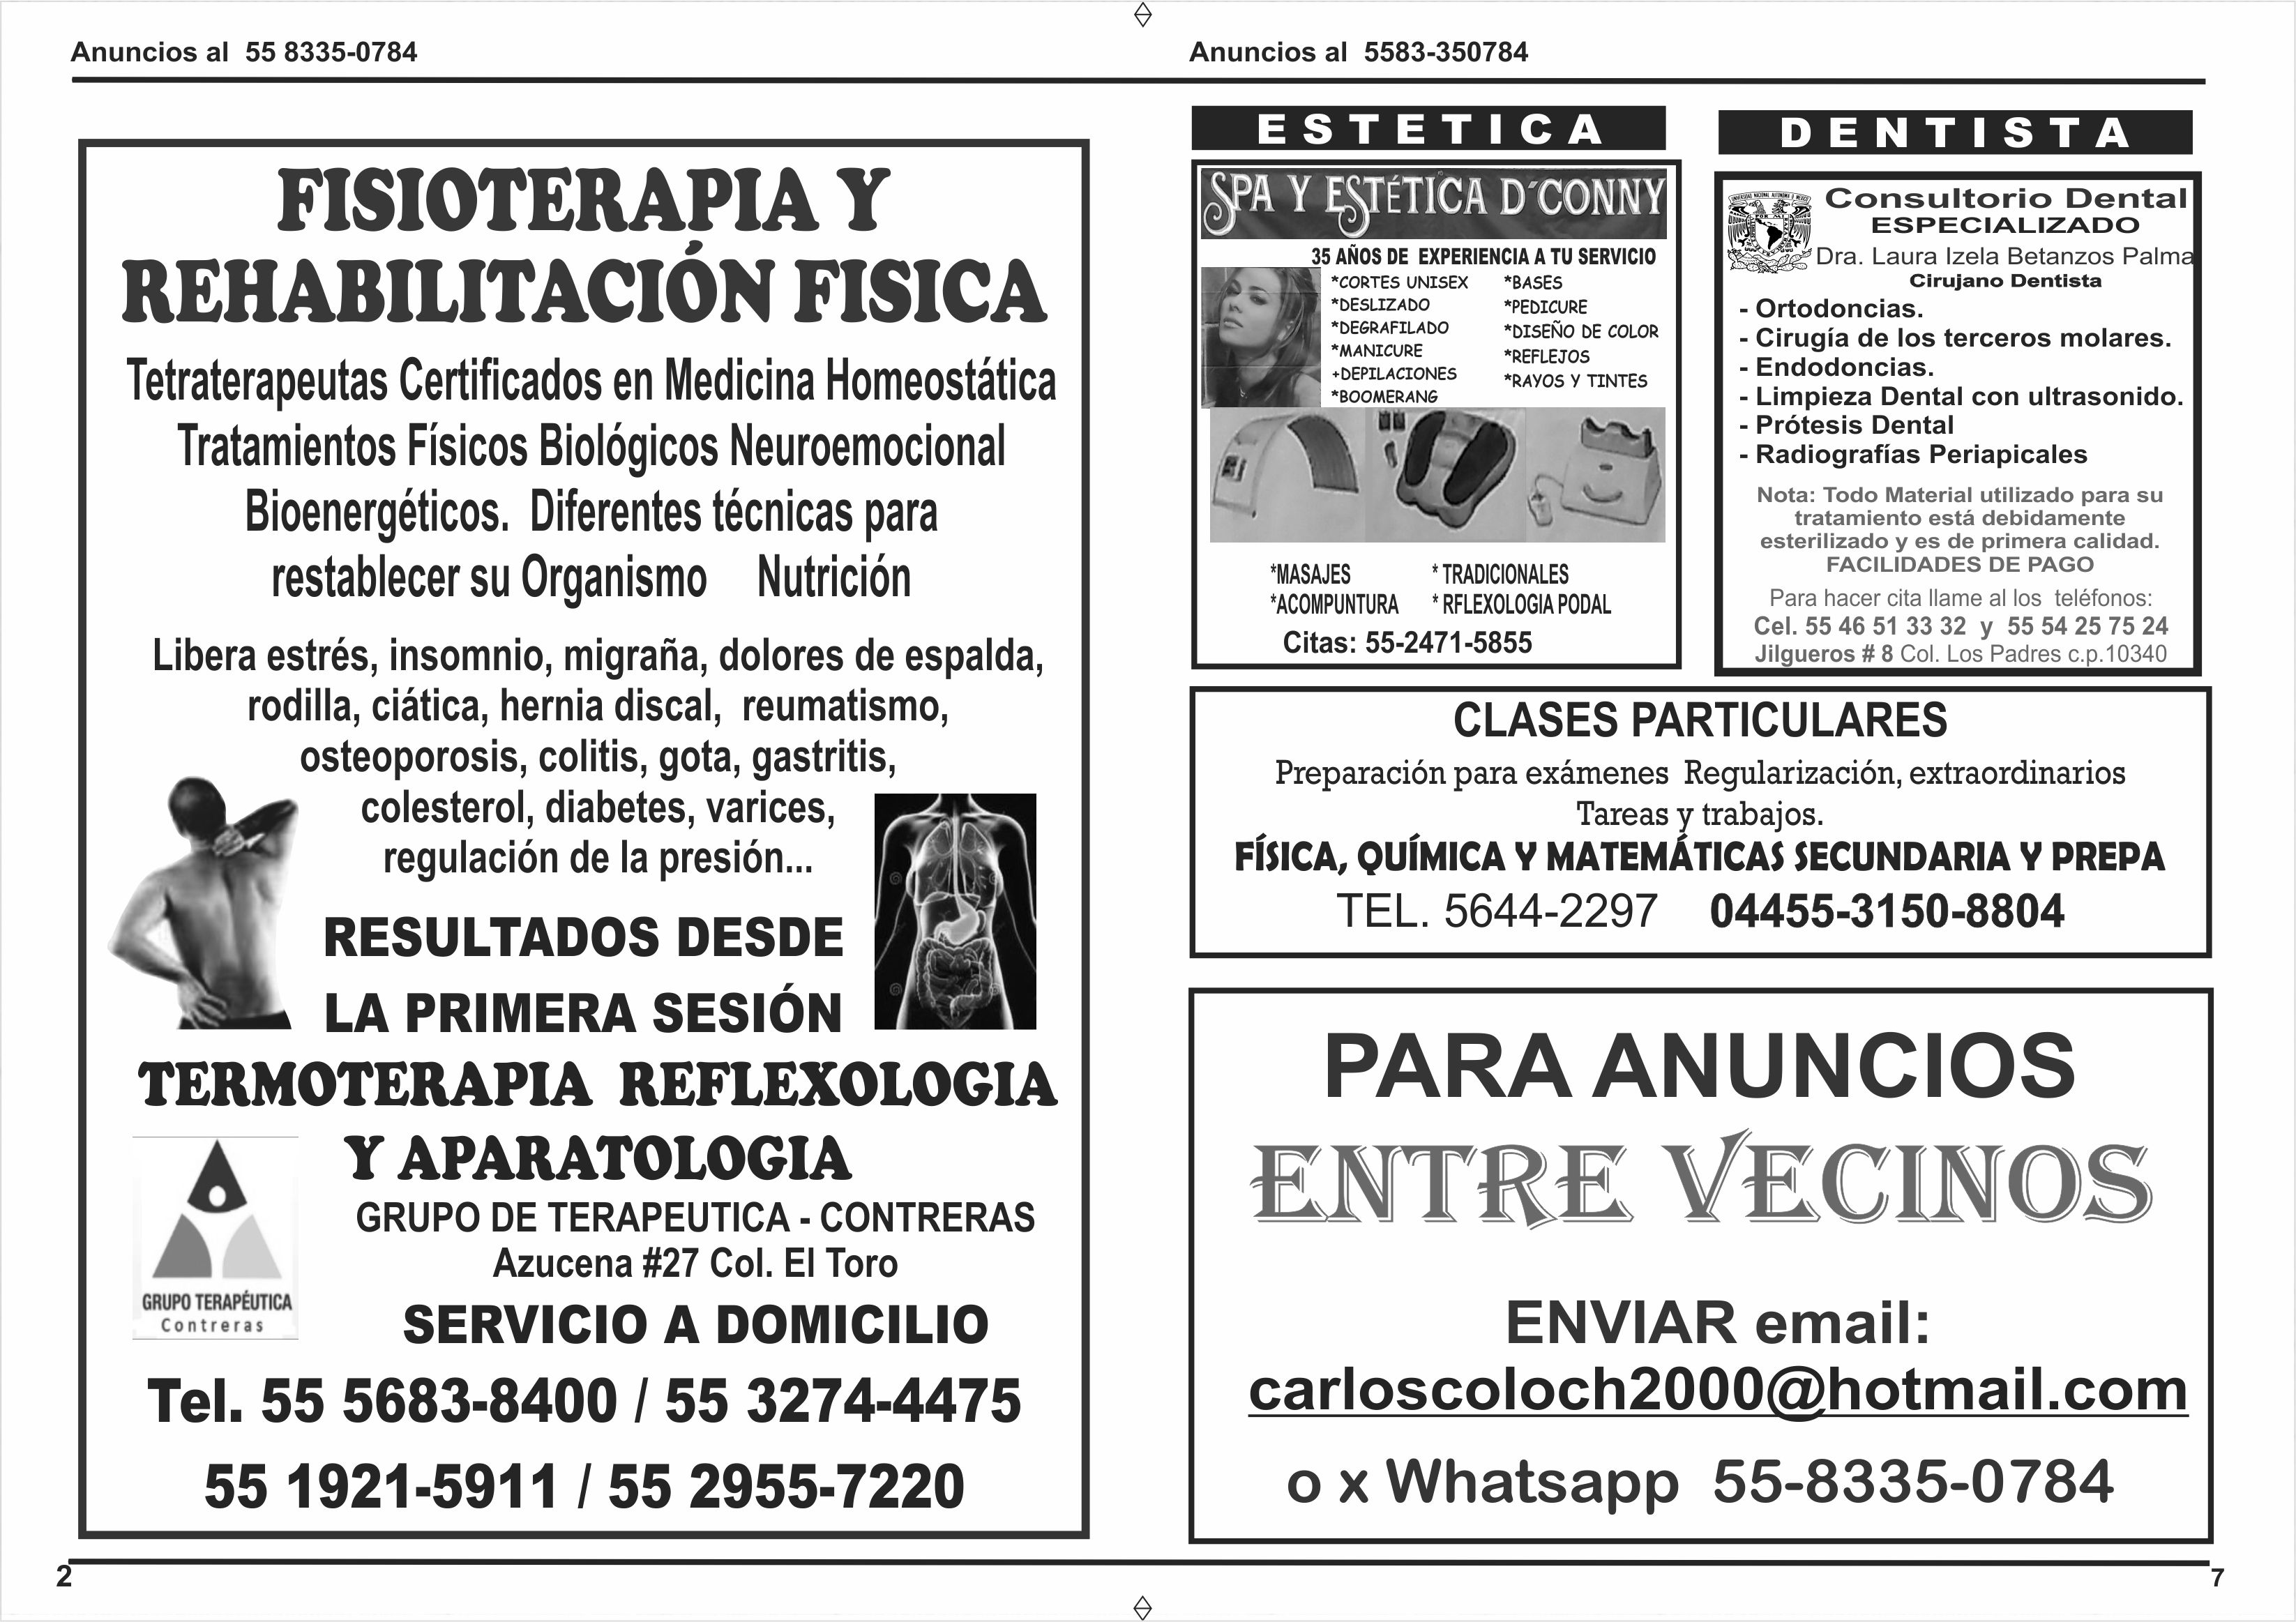 Anuncios al  55 8335-0784
FISIOTERAPIA Y
REHABILITACIÓN FISICA
Tetraterapeutas Certificados en Medicina Homeostática
Tratamientos Físicos Biológicos Neuroemocional
Bioenergéticos.  Diferentes técnicas para
restablecer su Organismo    Nutrición
Libera estrés, insomnio, migraña, dolores de espalda,
rodilla, ciática, hernia discal,  reumatismo,
osteoporosis, colitis, gota, gastritis,
colesterol, diabetes, varices,
regulación de la presión...
RESULTADOS DESDE
LA PRIMERA SESIÓN
TERMOTERAPIA  REFLEXOLOGIA
Y APARATOLOGIA
GRUPO TERAPÉUTICA
Contreras
GRUPO DE TERAPEUTICA - CONTRERAS
Azucena #27 Col. El Toro
SERVICIO A DOMICILIO
Tel. 55 5683-8400 / 55 3274-4475
55 1921-5911 / 55 2955-7220
2
Anuncios al  5583-350784
ESTETICA
SPA Y ESTÉTICA D´CONNY
35 AÑOS DE  EXPERIENCIA A TU SERVICIO
*CORTES UNISEX
*DESLIZADO
*DEGRAFILADO
*MANICURE
+DEPILACIONES
*BOOMERANG
*BASES
*PEDICURE
*DISEÑO DE COLOR
*REFLEJOS
*RAYOS Y TINTES
*MASAJES
*ACOMPUNTURA
* TRADICIONALES
* RFLEXOLOGIA PODAL
Citas: 55-2471-5855
DENTISTA
Consultorio Dental
ESPECIALIZADO
Dra. Laura Izela Betanzos Palma
Cirujano Dentista
- Ortodoncias.
- Cirugía de los terceros molares.
- Endodoncias.
- Limpieza Dental con ultrasonido.
- Prótesis Dental
- Radiografías Periapicales
Nota: Todo Material utilizado para su
tratamiento está debidamente
esterilizado y es de primera calidad.
FACILIDADES DE PAGO
Para hacer cita llame al los  teléfonos:
Cel. 55 46 51 33 32  y  55 54 25 75 24
Jilgueros # 8 Col. Los Padres c.p.10340
CLASES PARTICULARES
Preparación para exámenes  Regularización, extraordinarios
Tareas y trabajos.
FÍSICA, QUÍMICA Y MATEMÁTICAS SECUNDARIA Y PREPA
TEL. 5644-2297    04455-3150-8804
PARA ANUNCIOS
ENTRE VECINOS
ENVIAR email:
carloscoloch2000@hotmail.com
o x Whatsapp  55-8335-0784
7